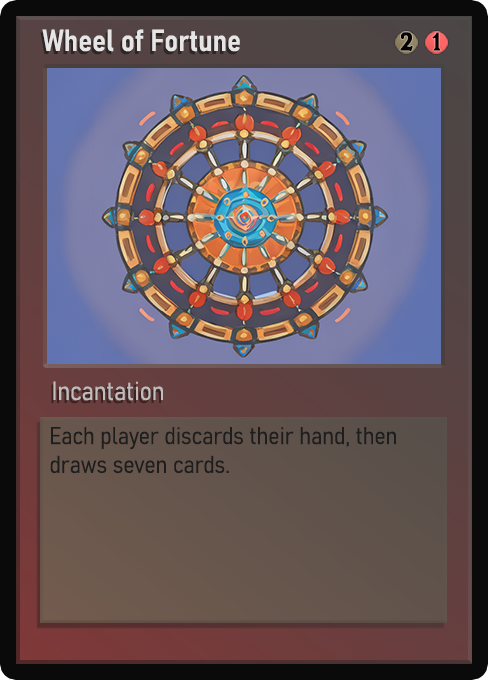 Wheel of Fortune 2 1
Incantation
Each player discards their hand, then
draws seven cards.